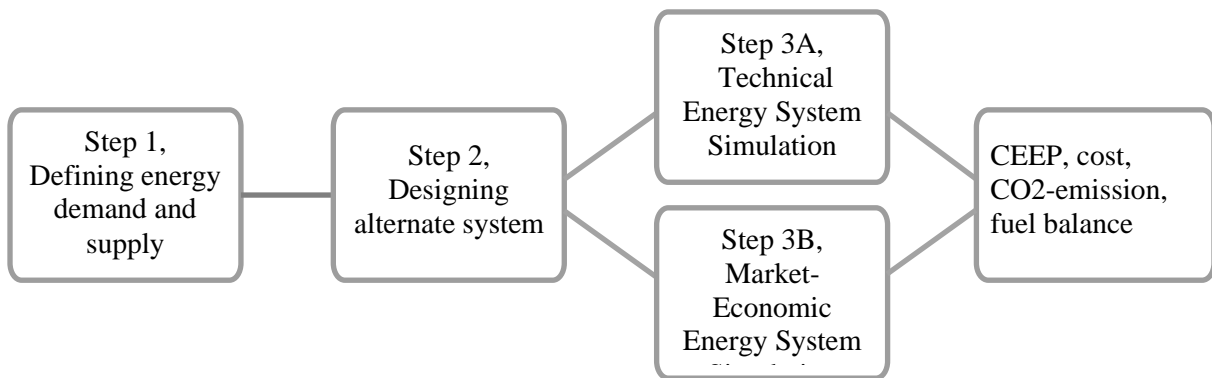 Step 1,
Defining energy
demand and
supply
Step 2,
Designing
alternate system
Step 3A,
Technical
Energy System
Simulation
Step 3B,
Market-
Economic
Energy System
CEEP, cost,
CO2-emission,
fuel balance